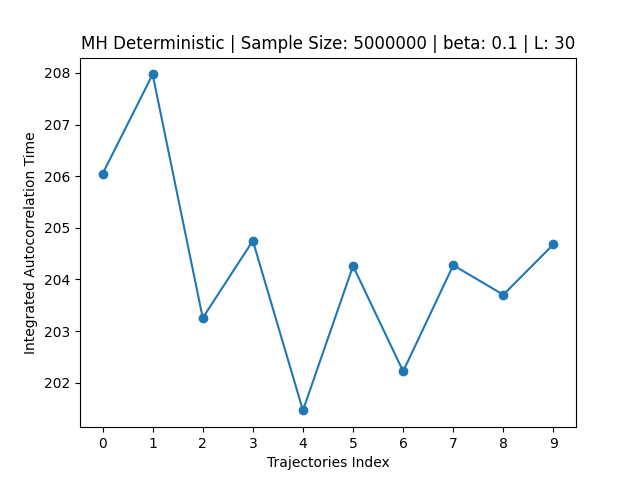 MH Deterministic | Sample Size: 5000000 | beta: 0.1 | L: 30
Integrated Autocorrelation Time
208
207
206
205
204
203
202
0 1 2 3 4 5 6 7 8 9
Trajectories Index